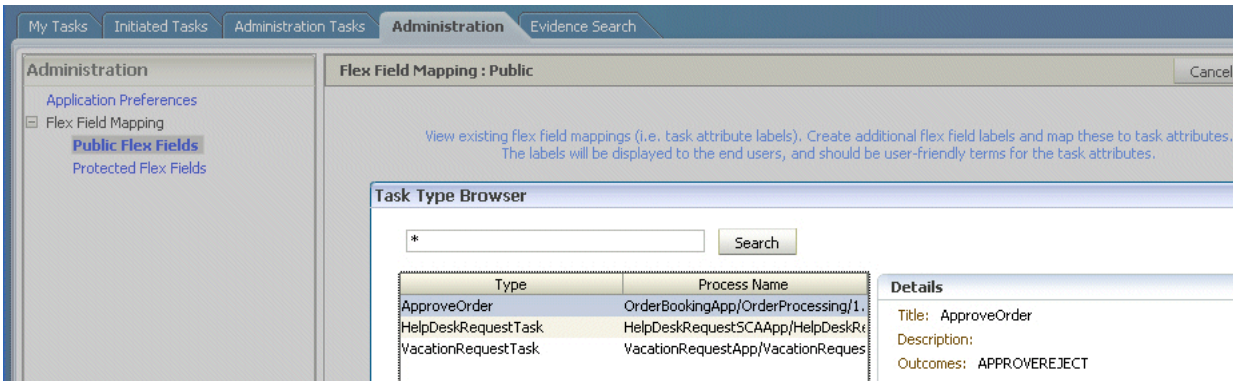 My Tasks Initiated Tasks Administration Tasks Administration Evidence Search
Administration
Application Preferences
Flex Field Mapping
Public Flex Fields
Protected Flex Fields
Flex Field Mapping : Public
Cancel
View existing flex field mappings (i.e. task attribute labels). Create additional flex field labels and map these to task attributes.
The labels will be displayed to the end users, and should be user-friendly terms for the task attributes.
Task Type Browser
* Search
Type Process Name
ApproveOrder OrderBookingApp/OrderProcessing/1.
HelpDeskRequestTask HelpDeskRequestSCAApp/HelpDeskRe
VacationRequestTask VacationRequestApp/VacationReques
Details
Title: ApproveOrder
Description:
Outcomes: APPROVEREJECT